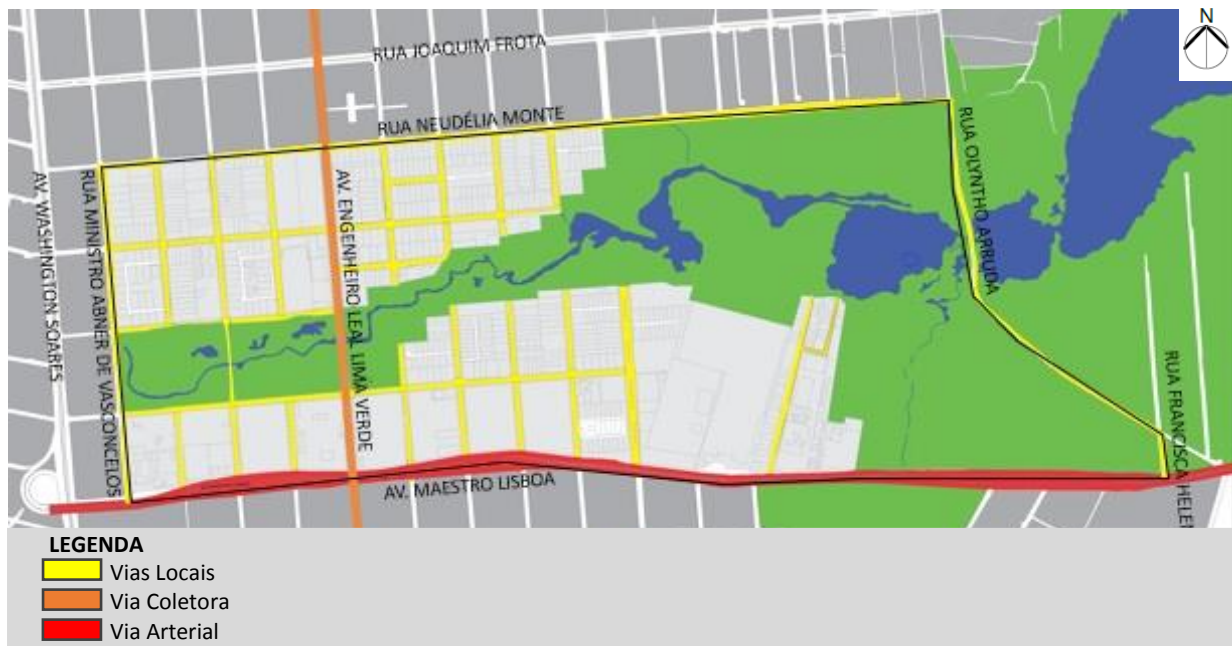 N
RUA JOAQUIM FROTA
RUA NEUDÉLIA MONTE
RUA OLYNTHO ARRUDA
AV. WASHINGTON SOARES
RUA MINISTRO ABNER DE VASCONCELOS
AV. ENGENHEIRO LEAL LIMA VERDE
RUA FRANCISCA HELEN
AV. MAESTRO LISBOA
LEGENDA
Vias Locais
Via Coletora
Via Arterial